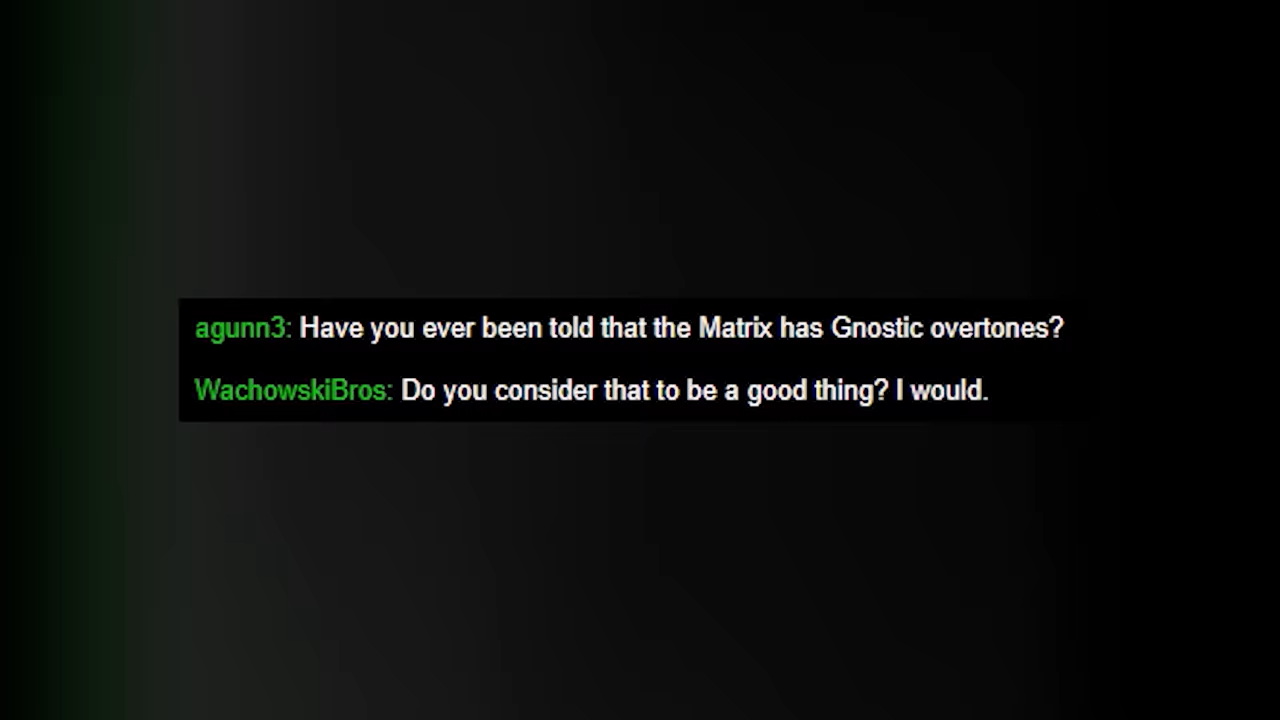 agunn3: Have you ever been told that the Matrix has Gnostic overtones?
WachowskiBros: Do you consider that to be a good thing? I would.